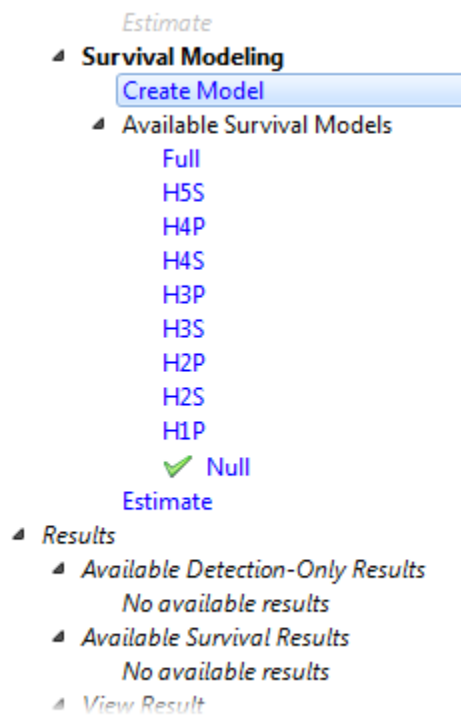 Estimate
Survival Modeling
Create Model
Available Survival Models
Full
H5S
H4P
H4S
H3P
H3S
H2P
H2S
H1P
Null
Estimate
Results
Available Detection-Only Results
No available results
Available Survival Results
No available results
View Result